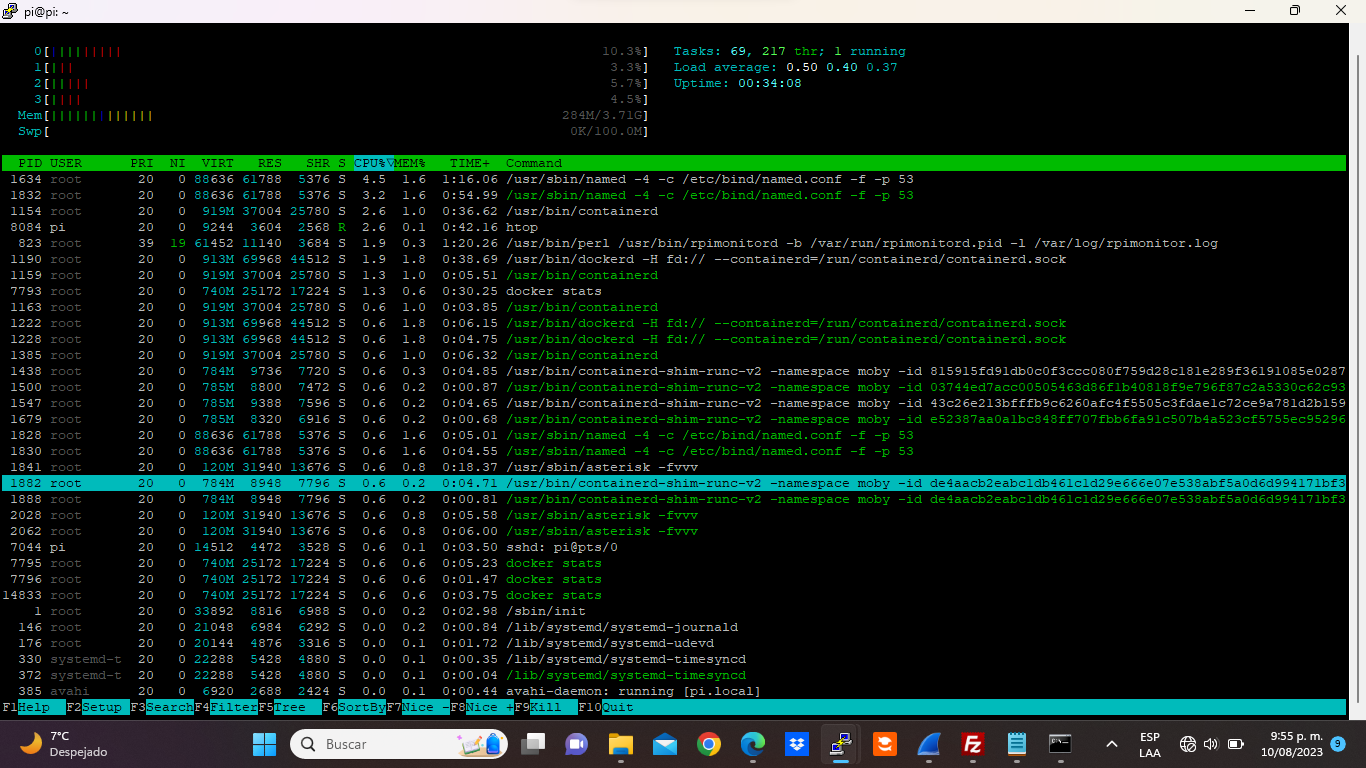 pi@pi: ~
0[|||||||||| 10.3%] Tasks: 69, 217 thr; 1 running
1[||| 3.3%] Load average: 0.50 0.40 0.37
2[||||| 5.7%] Uptime: 00:34:08
3[|||| 4.5%]
Mem[||||||||||||| 284M/3.71G]
Swp[ 0K/100.0M]
PID USER PRI NI VIRT RES SHR S CPU%▽MEM% TIME+ Command
1634 root 20 0 88636 61788 5376 S 4.5 1.6 1:16.06 /usr/sbin/named -4 -c /etc/bind/named.conf -f -p 53
1832 root 20 0 88636 61788 5376 S 3.2 1.6 0:54.99 /usr/sbin/named -4 -c /etc/bind/named.conf -f -p 53
1154 root 20 0 919M 37004 25780 S 2.6 1.0 0:36.62 /usr/bin/containerd
8084 pi 20 0 9244 3604 2568 R 2.6 0.1 0:42.16 htop
823 root 39 19 61452 11140 3684 S 1.9 0.3 1:20.26 /usr/bin/perl /usr/bin/rpimonitord -b /var/run/rpimonitord.pid -l /var/log/rpimonitor.log
1190 root 20 0 913M 69968 44512 S 1.9 1.8 0:38.69 /usr/bin/dockerd -H fd:// --containerd=/run/containerd/containerd.sock
1159 root 20 0 919M 37004 25780 S 1.3 1.0 0:05.51 /usr/bin/containerd
7793 root 20 0 740M 25172 17224 S 1.3 0.6 0:30.25 docker stats
1163 root 20 0 919M 37004 25780 S 0.6 1.0 0:03.85 /usr/bin/containerd
1222 root 20 0 913M 69968 44512 S 0.6 1.8 0:06.15 /usr/bin/dockerd -H fd:// --containerd=/run/containerd/containerd.sock
1228 root 20 0 913M 69968 44512 S 0.6 1.8 0:04.75 /usr/bin/dockerd -H fd:// --containerd=/run/containerd/containerd.sock
1385 root 20 0 919M 37004 25780 S 0.6 1.0 0:06.32 /usr/bin/containerd
1438 root 20 0 784M 9736 7720 S 0.6 0.3 0:04.85 /usr/bin/containerd-shim-runc-v2 -namespace moby -id 815915fd91db0c0f3ccc080f759d28c181e289f36191085e0287
1500 root 20 0 785M 8800 7472 S 0.6 0.2 0:00.87 /usr/bin/containerd-shim-runc-v2 -namespace moby -id 03744ed7acc00505463d86f1b40818f9e796f87c2a5330c62c93
1547 root 20 0 785M 9388 7596 S 0.6 0.2 0:04.65 /usr/bin/containerd-shim-runc-v2 -namespace moby -id 43c26e213bfffb9c6260afc4f5505c3fdae1c72ce9a781d2b159
1679 root 20 0 785M 8320 6916 S 0.6 0.2 0:00.68 /usr/bin/containerd-shim-runc-v2 -namespace moby -id e52387aa0a1bc848ff707fbb6fa91c507b4a523cf5755ec95296
1828 root 20 0 88636 61788 5376 S 0.6 1.6 0:05.01 /usr/sbin/named -4 -c /etc/bind/named.conf -f -p 53
1830 root 20 0 88636 61788 5376 S 0.6 1.6 0:04.55 /usr/sbin/named -4 -c /etc/bind/named.conf -f -p 53
1841 root 20 0 120M 31940 13676 S 0.6 0.8 0:18.37 /usr/sbin/asterisk -fvvv
1882 root 20 0 784M 8948 7796 S 0.6 0.2 0:04.71 /usr/bin/containerd-shim-runc-v2 -namespace moby -id de4aacb2eabc1db461c1d29e666e07e538abf5a0d6d994171bf3
1888 root 20 0 784M 8948 7796 S 0.6 0.2 0:00.81 /usr/bin/containerd-shim-runc-v2 -namespace moby -id de4aacb2eabc1db461c1d29e666e07e538abf5a0d6d994171bf3
2028 root 20 0 120M 31940 13676 S 0.6 0.8 0:05.58 /usr/sbin/asterisk -fvvv
2062 root 20 0 120M 31940 13676 S 0.6 0.8 0:06.00 /usr/sbin/asterisk -fvvv
7044 pi 20 0 14512 4472 3528 S 0.6 0.1 0:03.50 sshd: pi@pts/0
7795 root 20 0 740M 25172 17224 S 0.6 0.6 0:05.23 docker stats
7796 root 20 0 740M 25172 17224 S 0.6 0.6 0:01.47 docker stats
14833 root 20 0 740M 25172 17224 S 0.6 0.6 0:03.75 docker stats
1 root 20 0 33892 8816 6988 S 0.0 0.2 0:02.98 /sbin/init
146 root 20 0 21048 6984 6292 S 0.0 0.2 0:00.84 /lib/systemd/systemd-journald
176 root 20 0 20144 4876 3316 S 0.0 0.1 0:01.72 /lib/systemd/systemd-udevd
330 systemd-t 20 0 22288 5428 4880 S 0.0 0.1 0:00.35 /lib/systemd/systemd-timesyncd
372 systemd-t 20 0 22288 5428 4880 S 0.0 0.1 0:00.04 /lib/systemd/systemd-timesyncd
385 avahi 20 0 6920 2688 2424 S 0.0 0.1 0:00.44 avahi-daemon: running [pi.local]
F1Help F2Setup F3SearchF4FilterF5Tree F6SortByF7Nice -F8Nice +F9Kill F10Quit
7°C
Despejado
Buscar
ESP
LAA
9:55 p. m.
10/08/2023
9